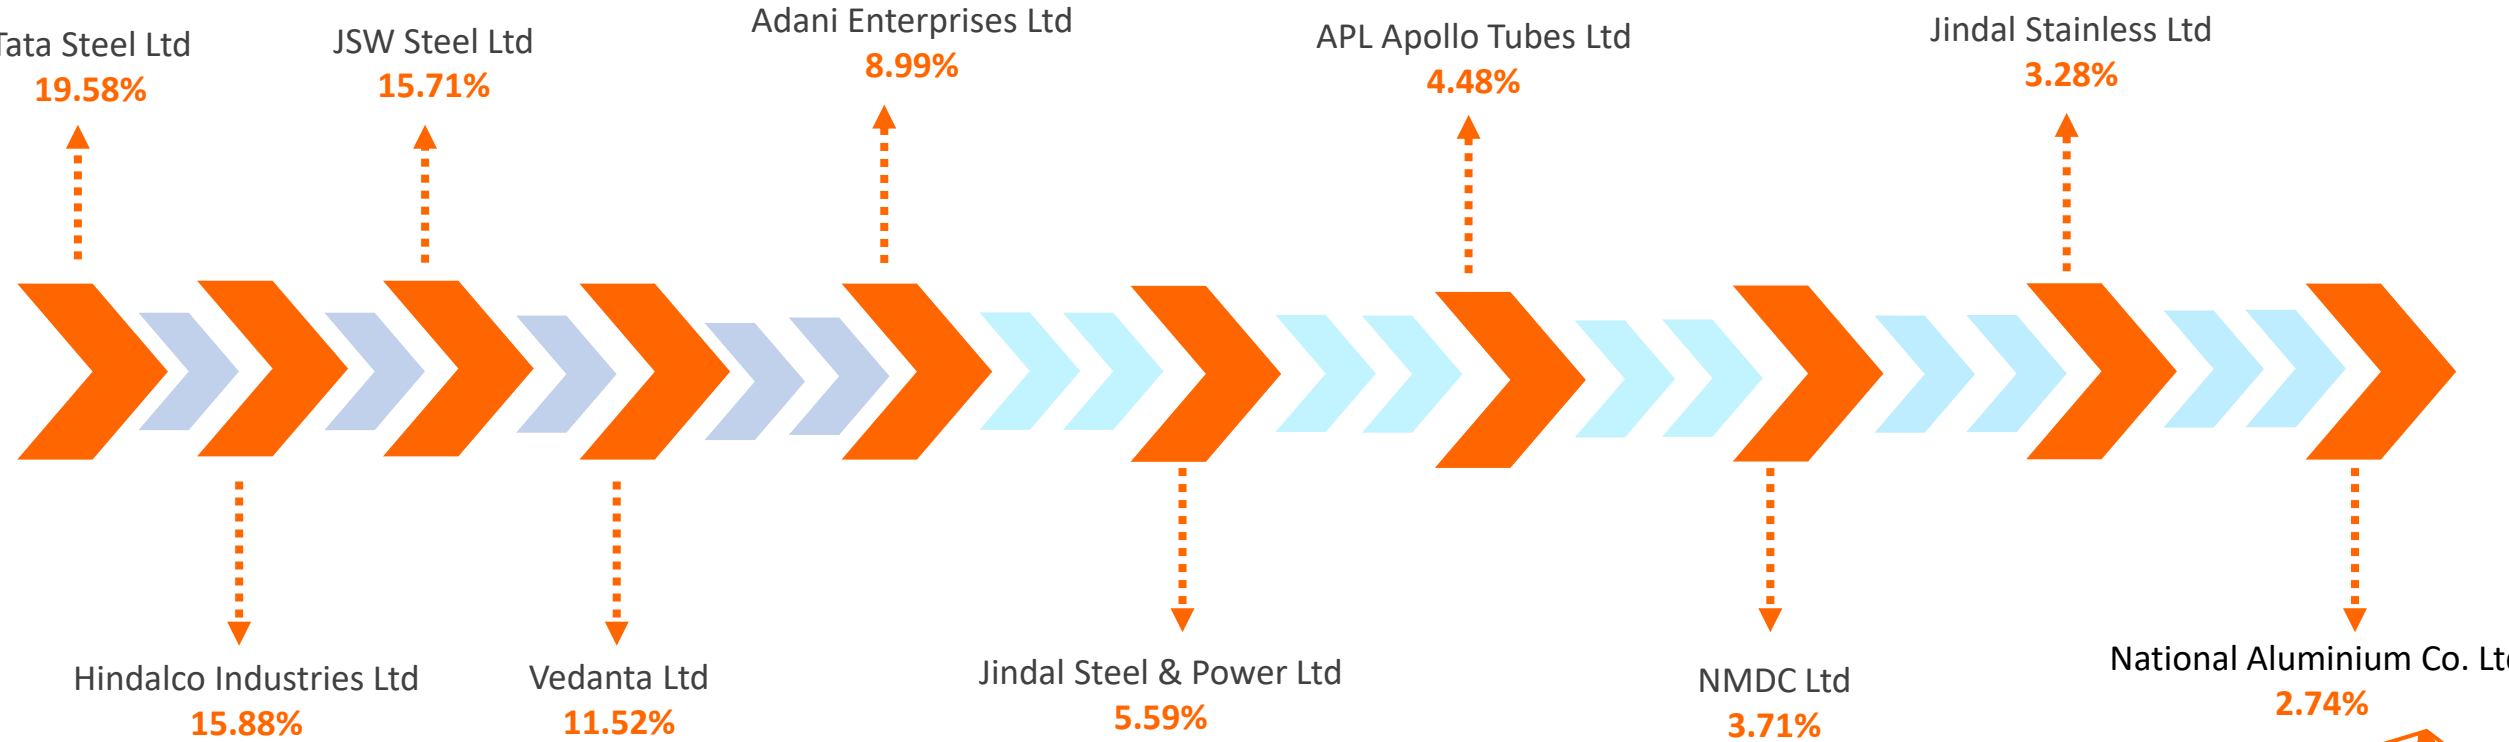 Tata Steel Ltd
19.58%
JSW Steel Ltd
15.71%
Adani Enterprises Ltd
8.99%
APL Apollo Tubes Ltd
4.48%
Jindal Stainless Ltd
3.28%
Hindalco Industries Ltd
15.88%
Vedanta Ltd
11.52%
Jindal Steel & Power Ltd
5.59%
NMDC Ltd
3.71%
National Aluminium Co. Ltd
2.74%